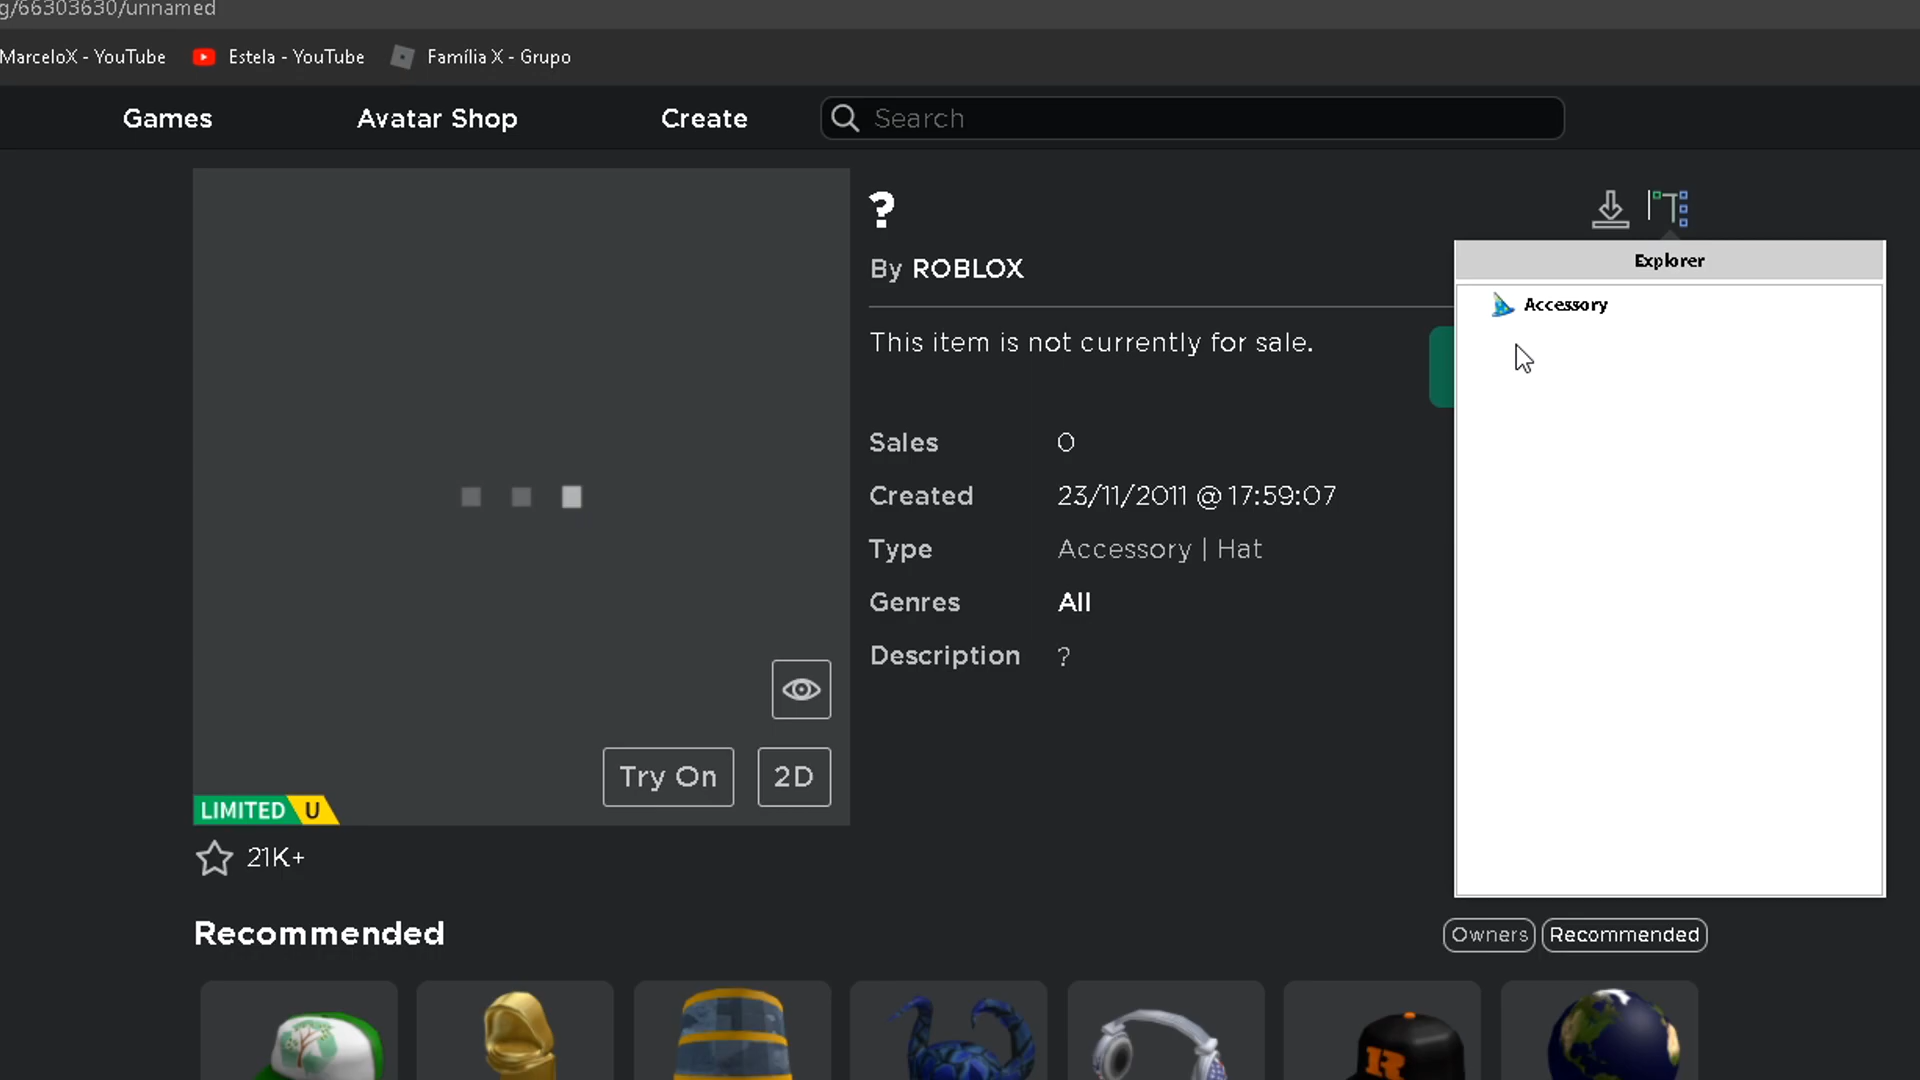 g/66303630/unnamed
MarceloX - YouTube Estela - YouTube Família X - Grupo
Games Avatar Shop Create Search
?
By ROBLOX
Explorer
Accessory
This item is not currently for sale.
Sales 0
Created 23/11/2011 @ 17:59:07
Type Accessory | Hat
Genres All
Description ?
Try On 2D
LIMITED U
21K+
Recommended Owners Recommended
R